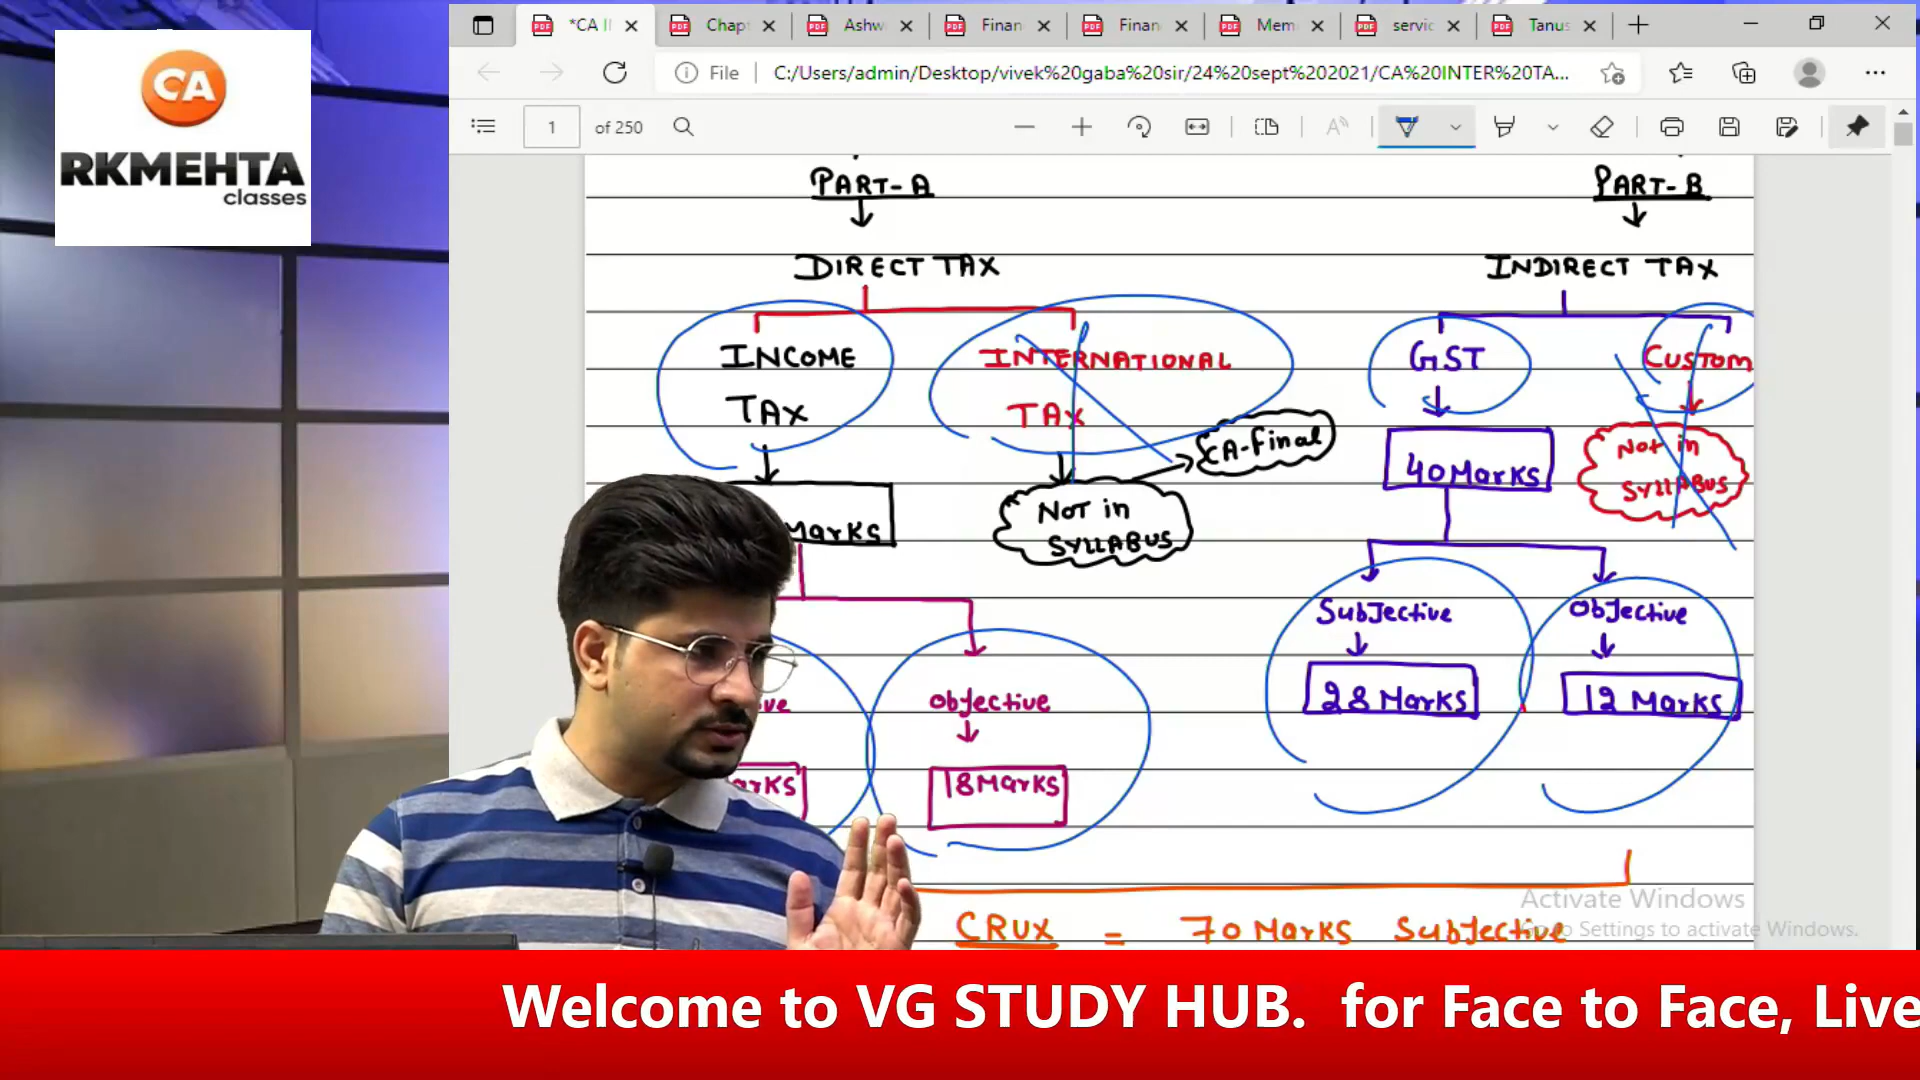 CA
RKMEHTA
classes
*CA I
Chap
Ashw
Finan
Finan
Mem
servic
Tanus
File
C:/Users/admin/Desktop/vivek%20gaba%20sir/24%20sept%202021/CA%20INTER%20TA...
1
of 250
PART-A
PART-B
DIRECT TAX
INDIRECT TAX
INCOME
TAX
INTERNATIONAL
TAX
GST
CUSTOM
CA-Final
Not in
SYLLABUS
40 Marks
Not in
SYLLABUS
Marks
Subjective
Objective
28 Marks
12 Marks
Objective
18 Marks
CRUX = 70 Marks Subjective
Activate Windows
Go to Settings to activate Windows.
Welcome to VG STUDY HUB. for Face to Face, Live